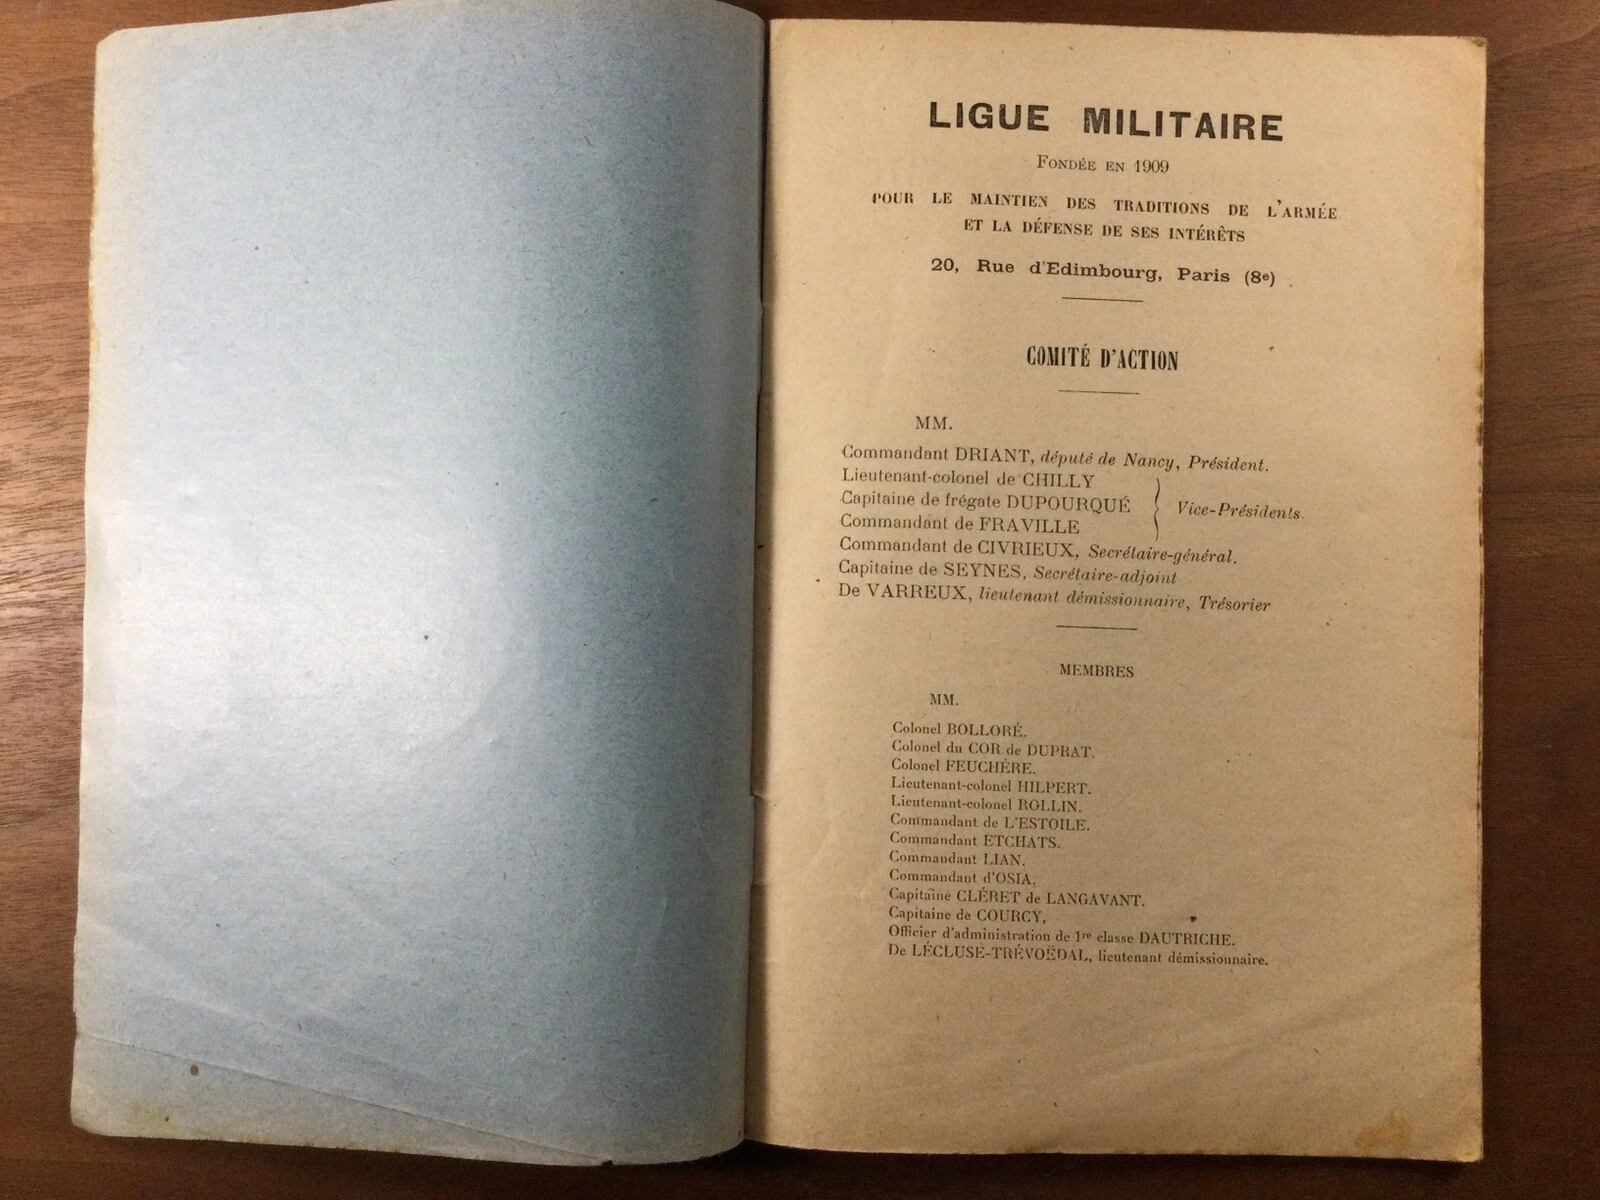 LIGUE MILITAIRE
FONDÉE EN 1909
POUR LE MAINTIEN DES TRADITIONS DE L'ARMÉE
ET LA DÉFENSE DE SES INTÉRÊTS
20, Rue d'Edimbourg, Paris (8e)
COMITÉ D'ACTION
MM.
Commandant DRIANT, député de Nancy, Président.
Lieutenant-colonel de CHILLY
Capitaine de frégate DUPOURQUÉ
Commandant de FRAVILLE
Vice-Présidents.
Commandant de CIVRIEUX, Secrétaire-général.
Capitaine de SEYNES, Secrétaire-adjoint
De VARREUX, lieutenant démissionnaire, Trésorier
MEMBRES
MM.
Colonel BOLLORÉ.
Colonel du COR de DUPRAT.
Colonel FEUCHÈRE.
Lieutenant-colonel HILPERT.
Lieutenant-colonel ROLLIN.
Commandant de L'ESTOILE.
Commandant ETCHATS.
Commandant LIAN.
Commandant d'OSIA.
Capitaine CLÉRET de LANGAVANT.
Capitaine de COURCY,
Officier d'administration de 1re classe DAUTRICHE.
De LÉCLUSE-TRÉVOËDAL, lieutenant démissionnaire.